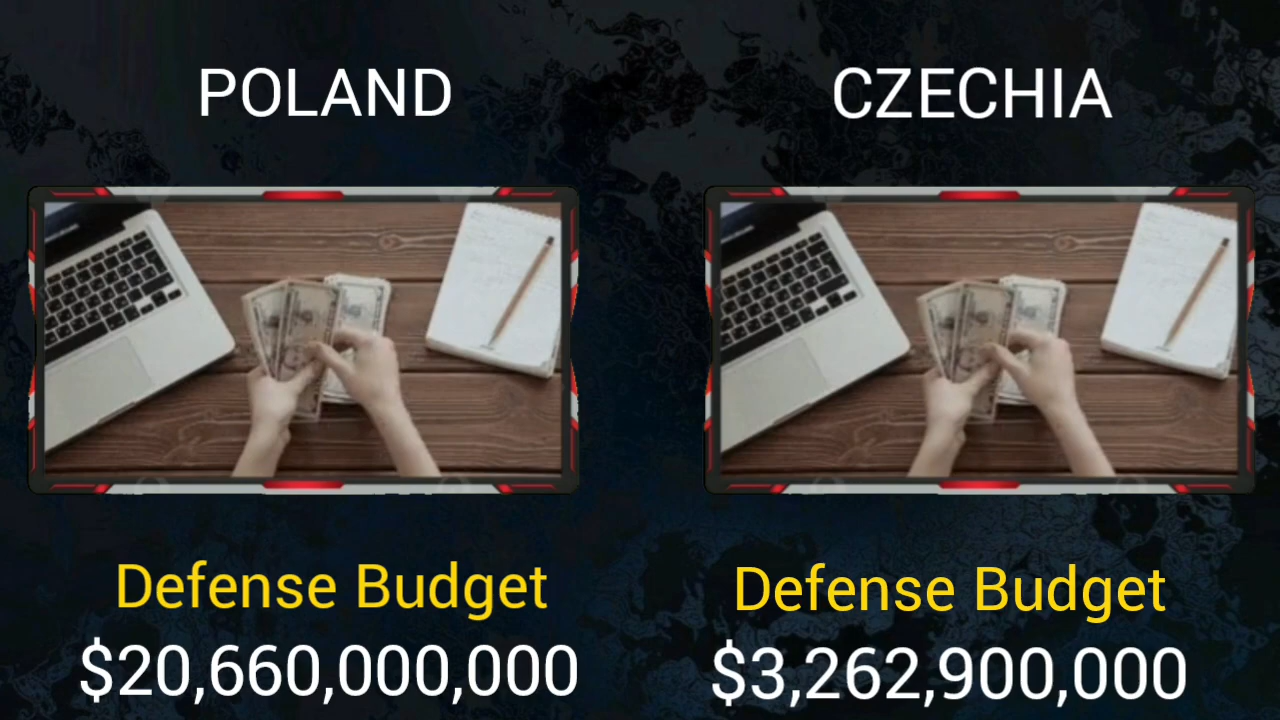 POLAND
CZECHIA
Defense Budget
$20,660,000,000
Defense Budget
$3,262,900,000